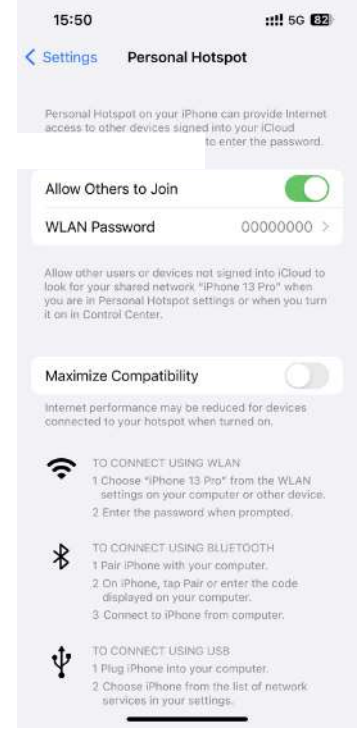 15:50 5G 82
Settings Personal Hotspot
Personal Hotspot on your iPhone can provide Internet
access to other devices signed into your iCloud
to enter the password.
Allow Others to Join
WLAN Password 00000000
Allow other users or devices not signed into iCloud to
look for your shared network "iPhone 13 Pro" when
you are in Personal Hotspot settings or when you turn
it on in Control Center.
Maximize Compatibility
Internet performance may be reduced for devices
connected to your hotspot when turned on.
TO CONNECT USING WLAN
1 Choose "iPhone 13 Pro" from the WLAN
settings on your computer or other device.
2 Enter the password when prompted.
TO CONNECT USING BLUETOOTH
1 Pair iPhone with your computer.
2 On iPhone, tap Pair or enter the code
displayed on your computer.
3 Connect to iPhone from computer.
TO CONNECT USING USB
1 Plug iPhone into your computer.
2 Choose iPhone from the list of network
services in your settings.